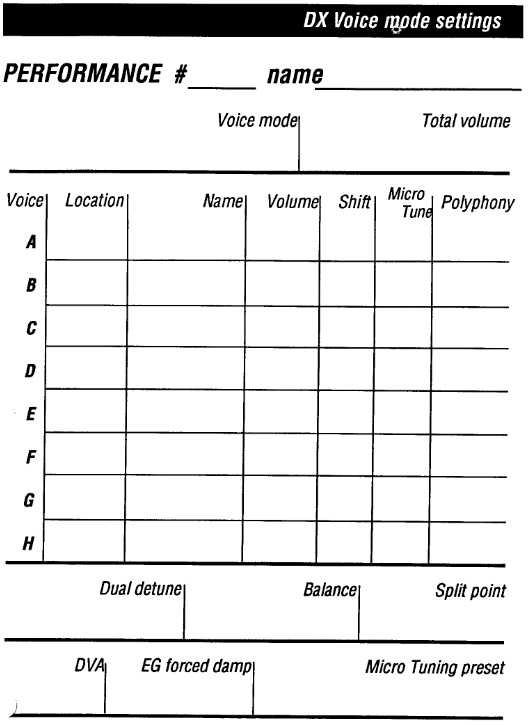 DX Voice mode settings
PERFORMANCE # name
Voice mode Total volume
Voice Location Name Volume Shift Micro Tune Polyphony
A
B
C
D
E
F
G
H
Dual detune Balance Split point
DVA EG forced damp Micro Tuning preset